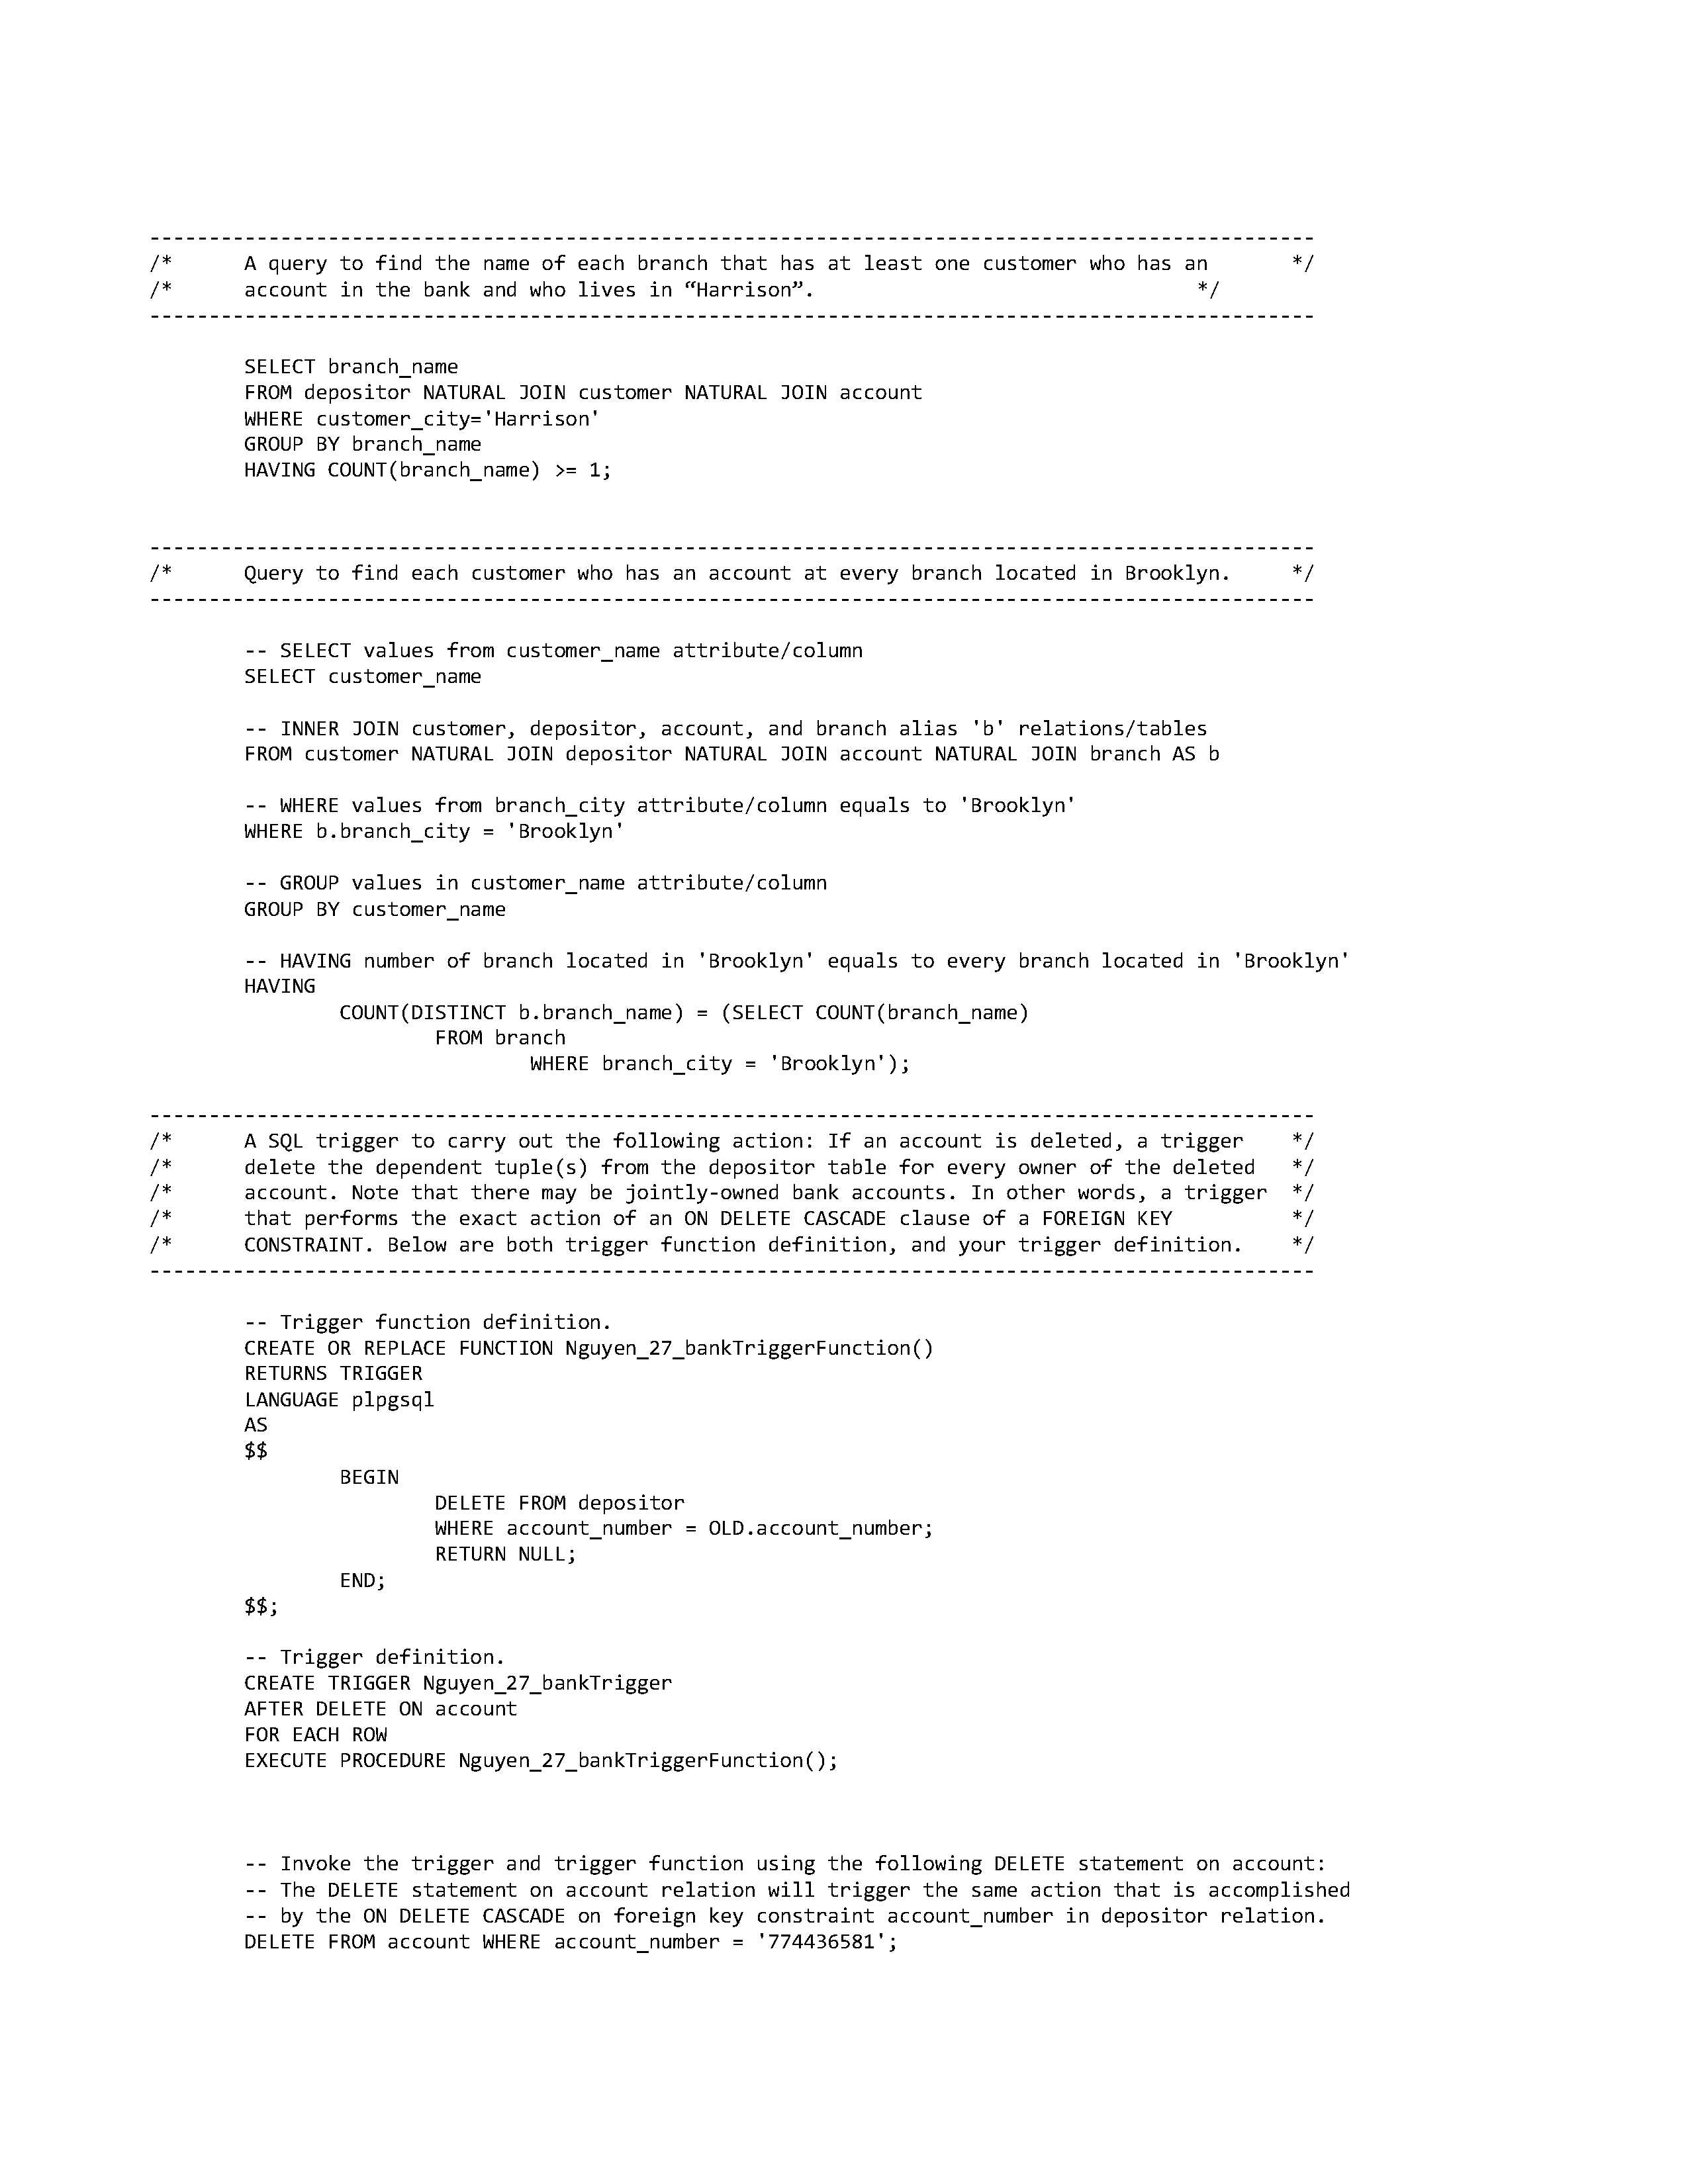 --------------------------------------------------------------------------------------------------
/*      A query to find the name of each branch that has at least one customer who has an       */
/*      account in the bank and who lives in “Harrison”.                                */
--------------------------------------------------------------------------------------------------
SELECT branch_name
FROM depositor NATURAL JOIN customer NATURAL JOIN account
WHERE customer_city='Harrison'
GROUP BY branch_name
HAVING COUNT(branch_name) >= 1;
--------------------------------------------------------------------------------------------------
/*      Query to find each customer who has an account at every branch located in Brooklyn.     */
--------------------------------------------------------------------------------------------------
-- SELECT values from customer_name attribute/column
SELECT customer_name
-- INNER JOIN customer, depositor, account, and branch alias 'b' relations/tables
FROM customer NATURAL JOIN depositor NATURAL JOIN account NATURAL JOIN branch AS b
-- WHERE values from branch_city attribute/column equals to 'Brooklyn'
WHERE b.branch_city = 'Brooklyn'
-- GROUP values in customer_name attribute/column
GROUP BY customer_name
-- HAVING number of branch located in 'Brooklyn' equals to every branch located in 'Brooklyn'
HAVING
COUNT(DISTINCT b.branch_name) = (SELECT COUNT(branch_name)
FROM branch
WHERE branch_city = 'Brooklyn');
--------------------------------------------------------------------------------------------------
/*      A SQL trigger to carry out the following action: If an account is deleted, a trigger    */
/*      delete the dependent tuple(s) from the depositor table for every owner of the deleted   */
/*      account. Note that there may be jointly-owned bank accounts. In other words, a trigger  */
/*      that performs the exact action of an ON DELETE CASCADE clause of a FOREIGN KEY          */
/*      CONSTRAINT. Below are both trigger function definition, and your trigger definition.    */
--------------------------------------------------------------------------------------------------
-- Trigger function definition.
CREATE OR REPLACE FUNCTION Nguyen_27_bankTriggerFunction()
RETURNS TRIGGER
LANGUAGE plpgsql
AS
$$
BEGIN
DELETE FROM depositor
WHERE account_number = OLD.account_number;
RETURN NULL;
END;
$$;
-- Trigger definition.
CREATE TRIGGER Nguyen_27_bankTrigger
AFTER DELETE ON account
FOR EACH ROW
EXECUTE PROCEDURE Nguyen_27_bankTriggerFunction();
-- Invoke the trigger and trigger function using the following DELETE statement on account:
-- The DELETE statement on account relation will trigger the same action that is accomplished
-- by the ON DELETE CASCADE on foreign key constraint account_number in depositor relation.
DELETE FROM account WHERE account_number = '774436581';